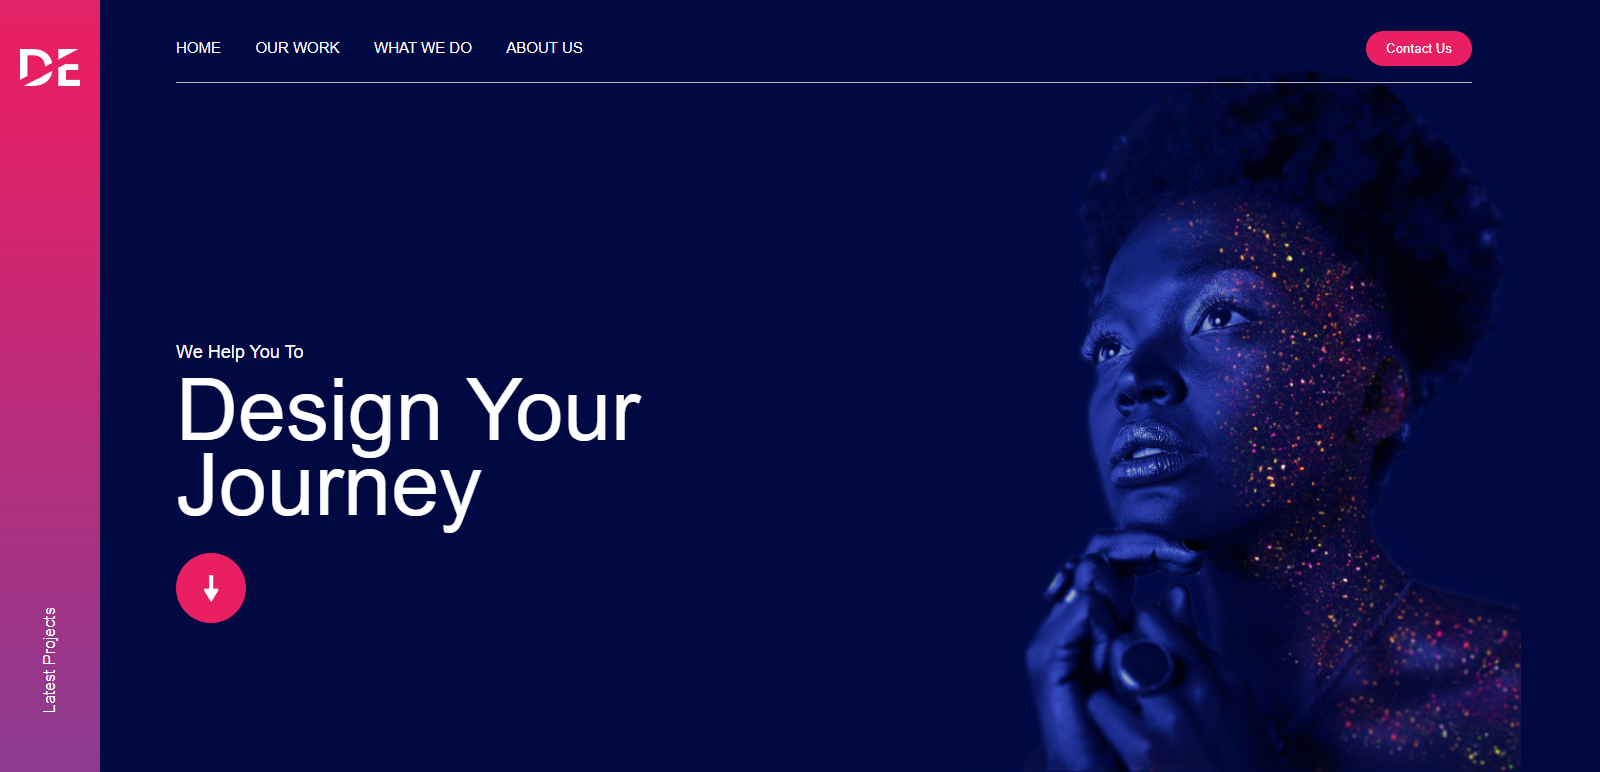 DE
HOME OUR WORK WHAT WE DO ABOUT US Contact Us
We Help You To
Design Your
Journey
Latest Projects